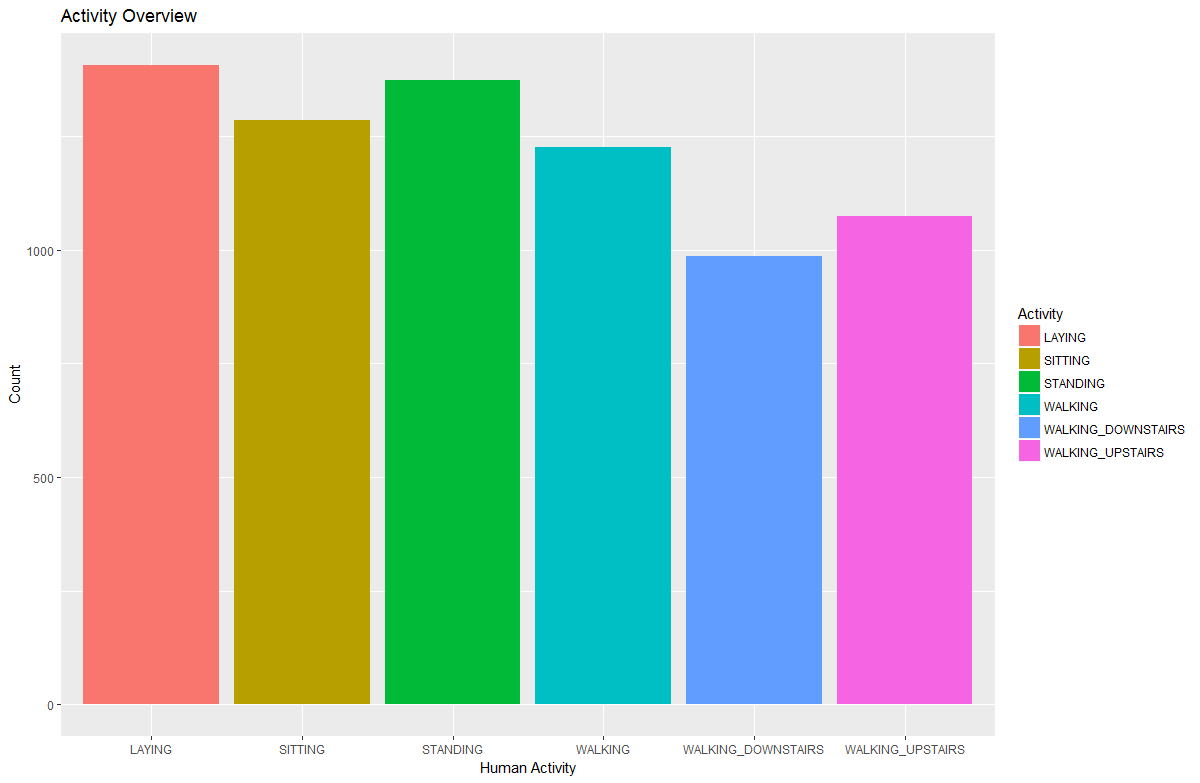 Activity Overview
Count
1000
500
0
LAYING
SITTING
STANDING
WALKING
WALKING_DOWNSTAIRS
WALKING_UPSTAIRS
Human Activity
Activity
LAYING
SITTING
STANDING
WALKING
WALKING_DOWNSTAIRS
WALKING_UPSTAIRS